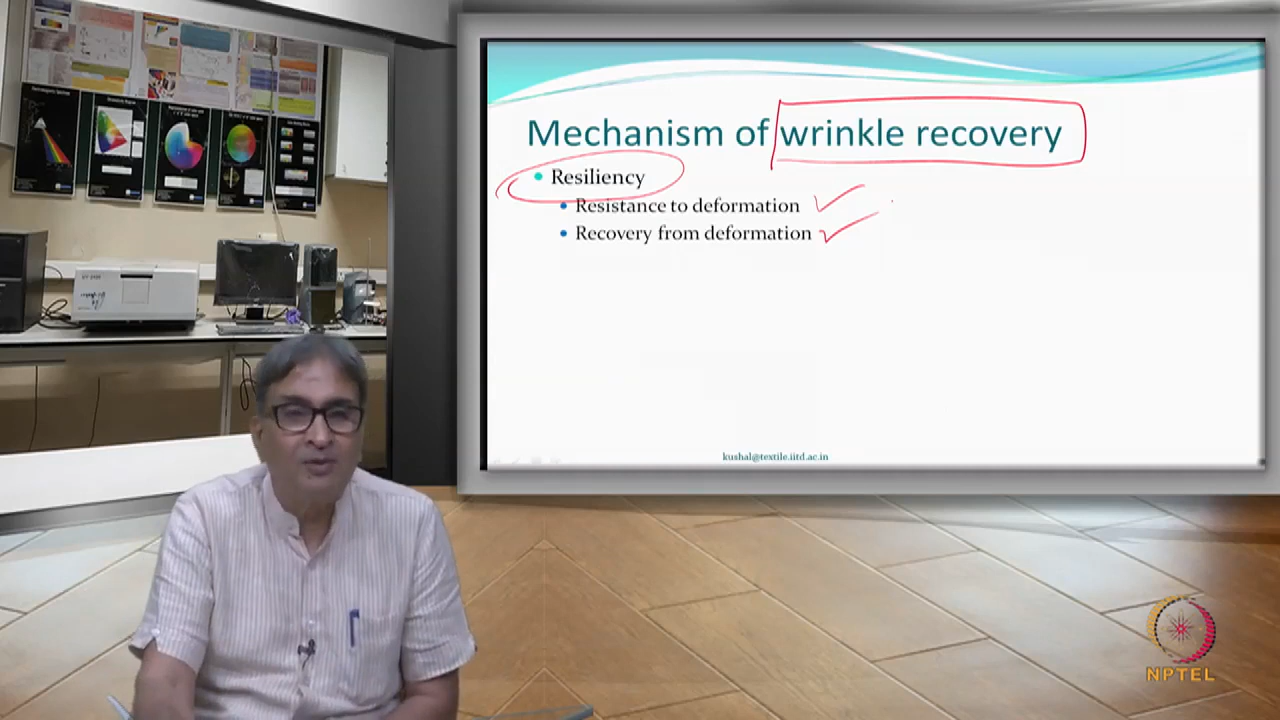 Mechanism of wrinkle recovery
Resiliency
Resistance to deformation
Recovery from deformation
kushal@textile.iitd.ac.in
NPTEL